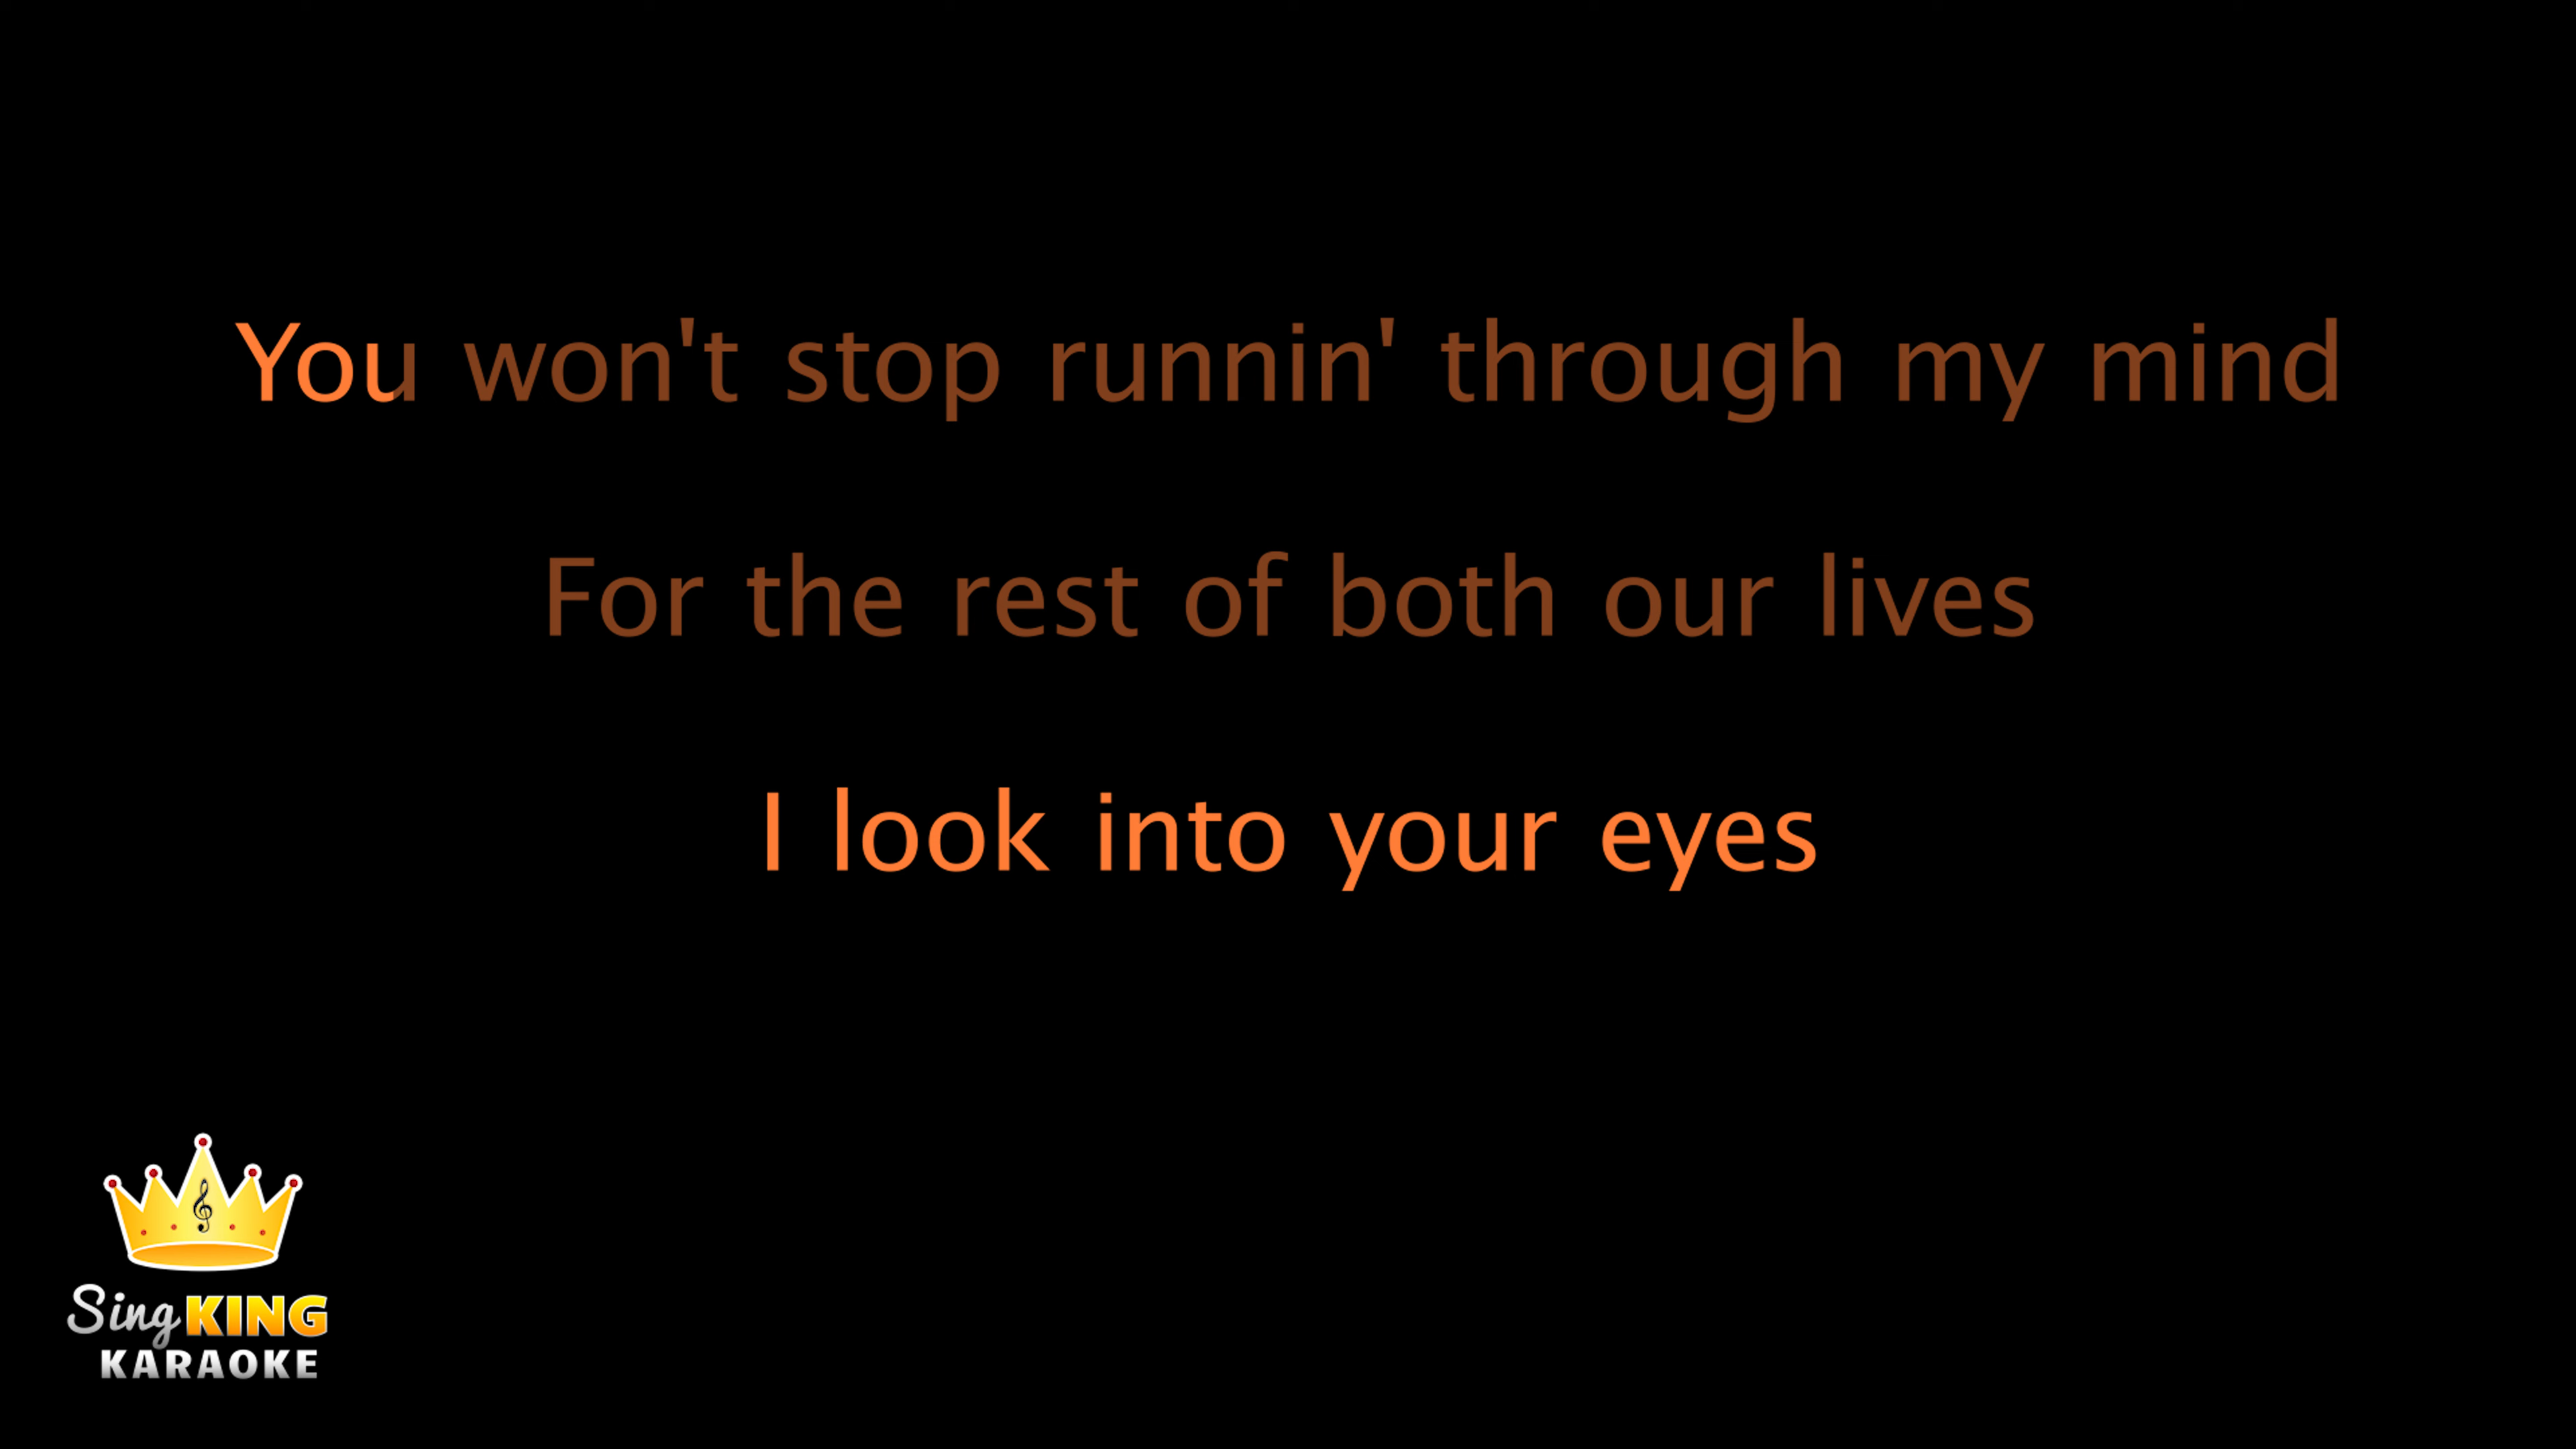 You won't stop runnin' through my mind
For the rest of both our lives
I look into your eyes
Sing KING
KARAOKE